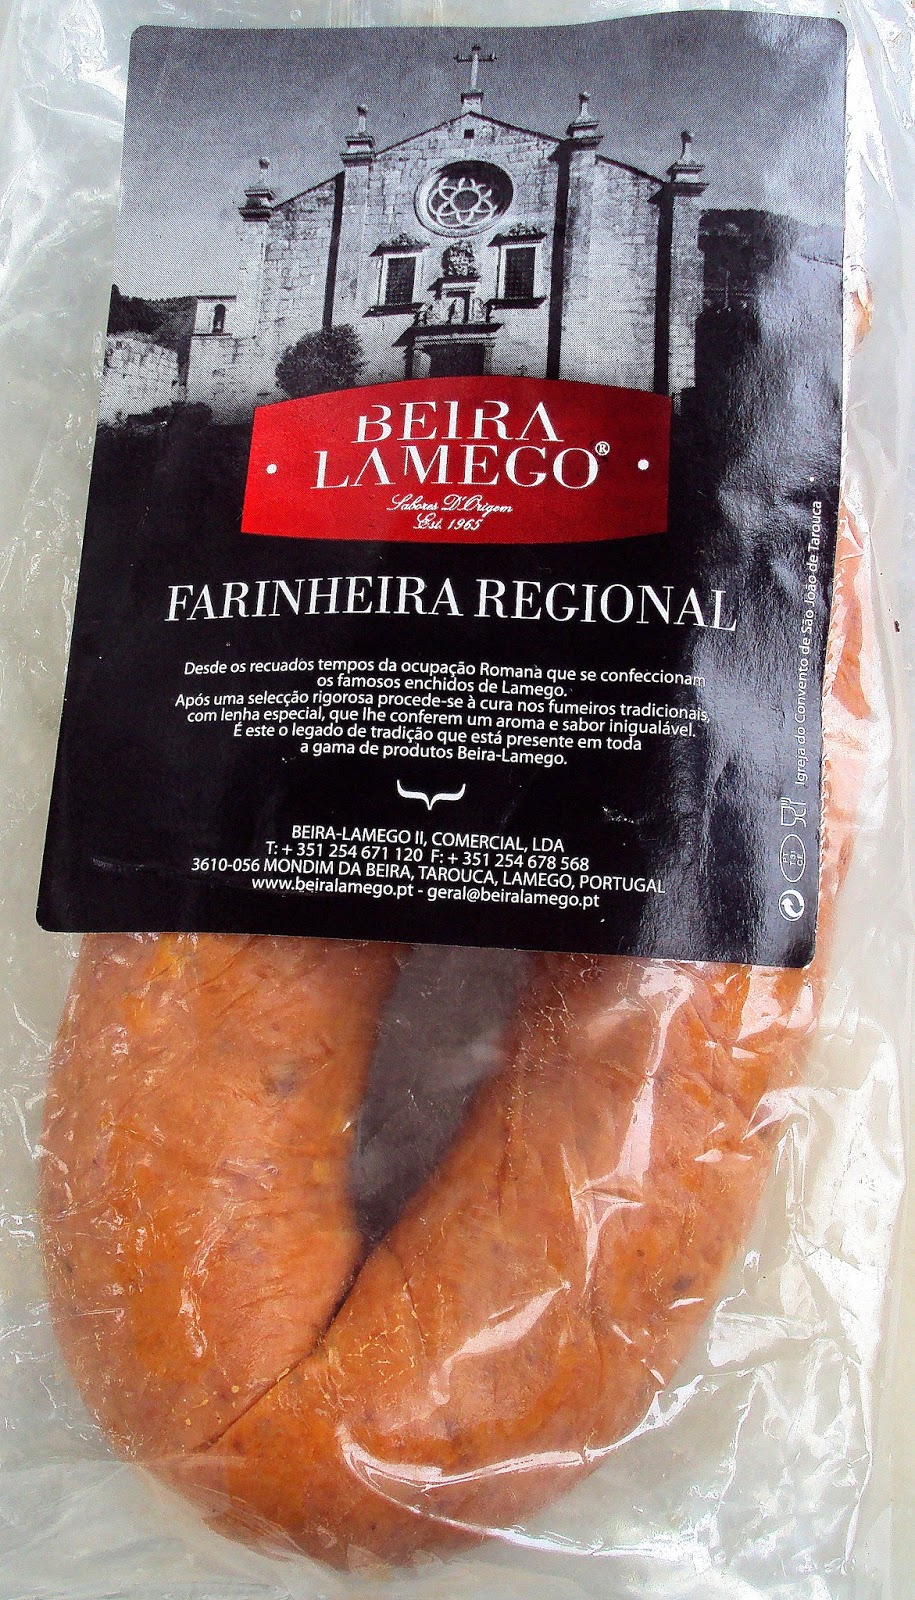 BEIRA
LAMEGO®
Sabores D'Origem
Est. 1965
FARINHEIRA REGIONAL
Desde os recuados tempos da ocupação Romana que se confeccionam
os famosos enchidos de Lamego.
Após uma selecção rigorosa procede-se à cura nos fumeiros tradicionais,
com lenha especial, que lhe conferem um aroma e sabor inigualável.
É este o legado de tradição que está presente em toda
a gama de produtos Beira-Lamego.
BEIRA-LAMEGO II, COMERCIAL, LDA
T: + 351 254 671 120 F: + 351 254 678 568
3610-056 MONDIM DA BEIRA, TAROUCA, LAMEGO, PORTUGAL
www.beiralamego.pt - geral@beiralamego.pt
Igreja do Convento de São João de Tarouca
PT
CE